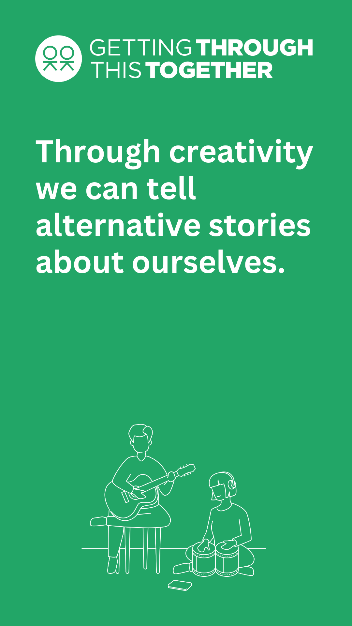 GETTING THROUGH
THIS TOGETHER
Through creativity
we can tell
alternative stories
about ourselves.